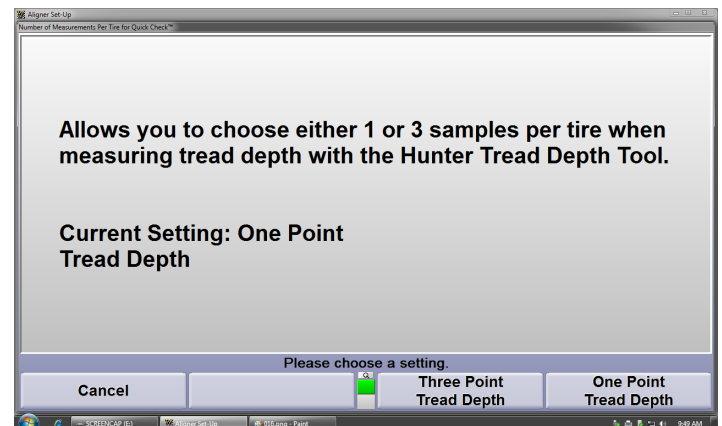 Aligner Set-Up
Number of Measurements Per Tire for Quick Check™
Allows you to choose either 1 or 3 samples per tire when
measuring tread depth with the Hunter Tread Depth Tool.
Current Setting: One Point
Tread Depth
Please choose a setting.
Cancel
Three Point
Tread Depth
One Point
Tread Depth
SCREENCAP (E:)
Aligner Set-Up
016.png - Paint
9:49 AM